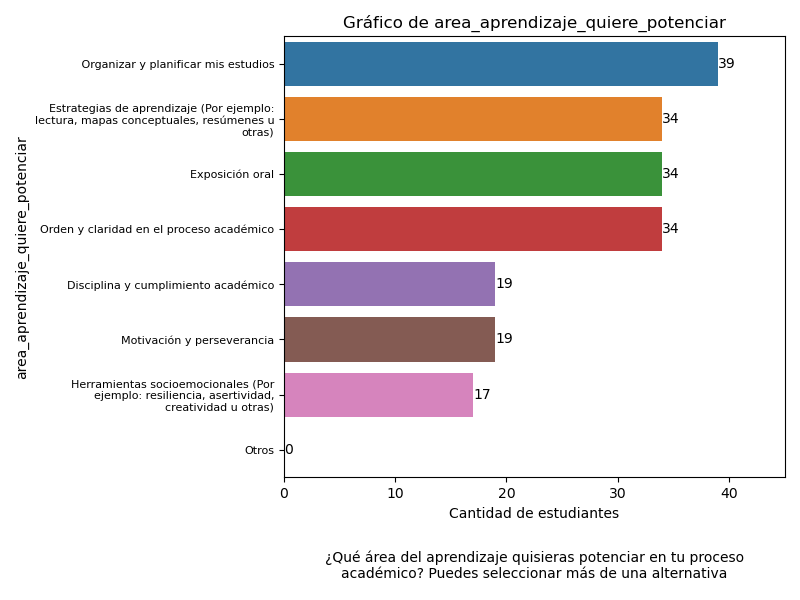 Gráfico de area_aprendizaje_quiere_potenciar
area_aprendizaje_quiere_potenciar
Organizar y planificar mis estudios
39
Estrategias de aprendizaje (Por ejemplo:
lectura, mapas conceptuales, resúmenes u
otras)
34
Exposición oral
34
Orden y claridad en el proceso académico
34
Disciplina y cumplimiento académico
19
Motivación y perseverancia
19
Herramientas socioemocionales (Por
ejemplo: resiliencia, asertividad,
creatividad u otras)
17
Otros
0
0 10 20 30 40
Cantidad de estudiantes
¿Qué área del aprendizaje quisieras potenciar en tu proceso
académico? Puedes seleccionar más de una alternativa